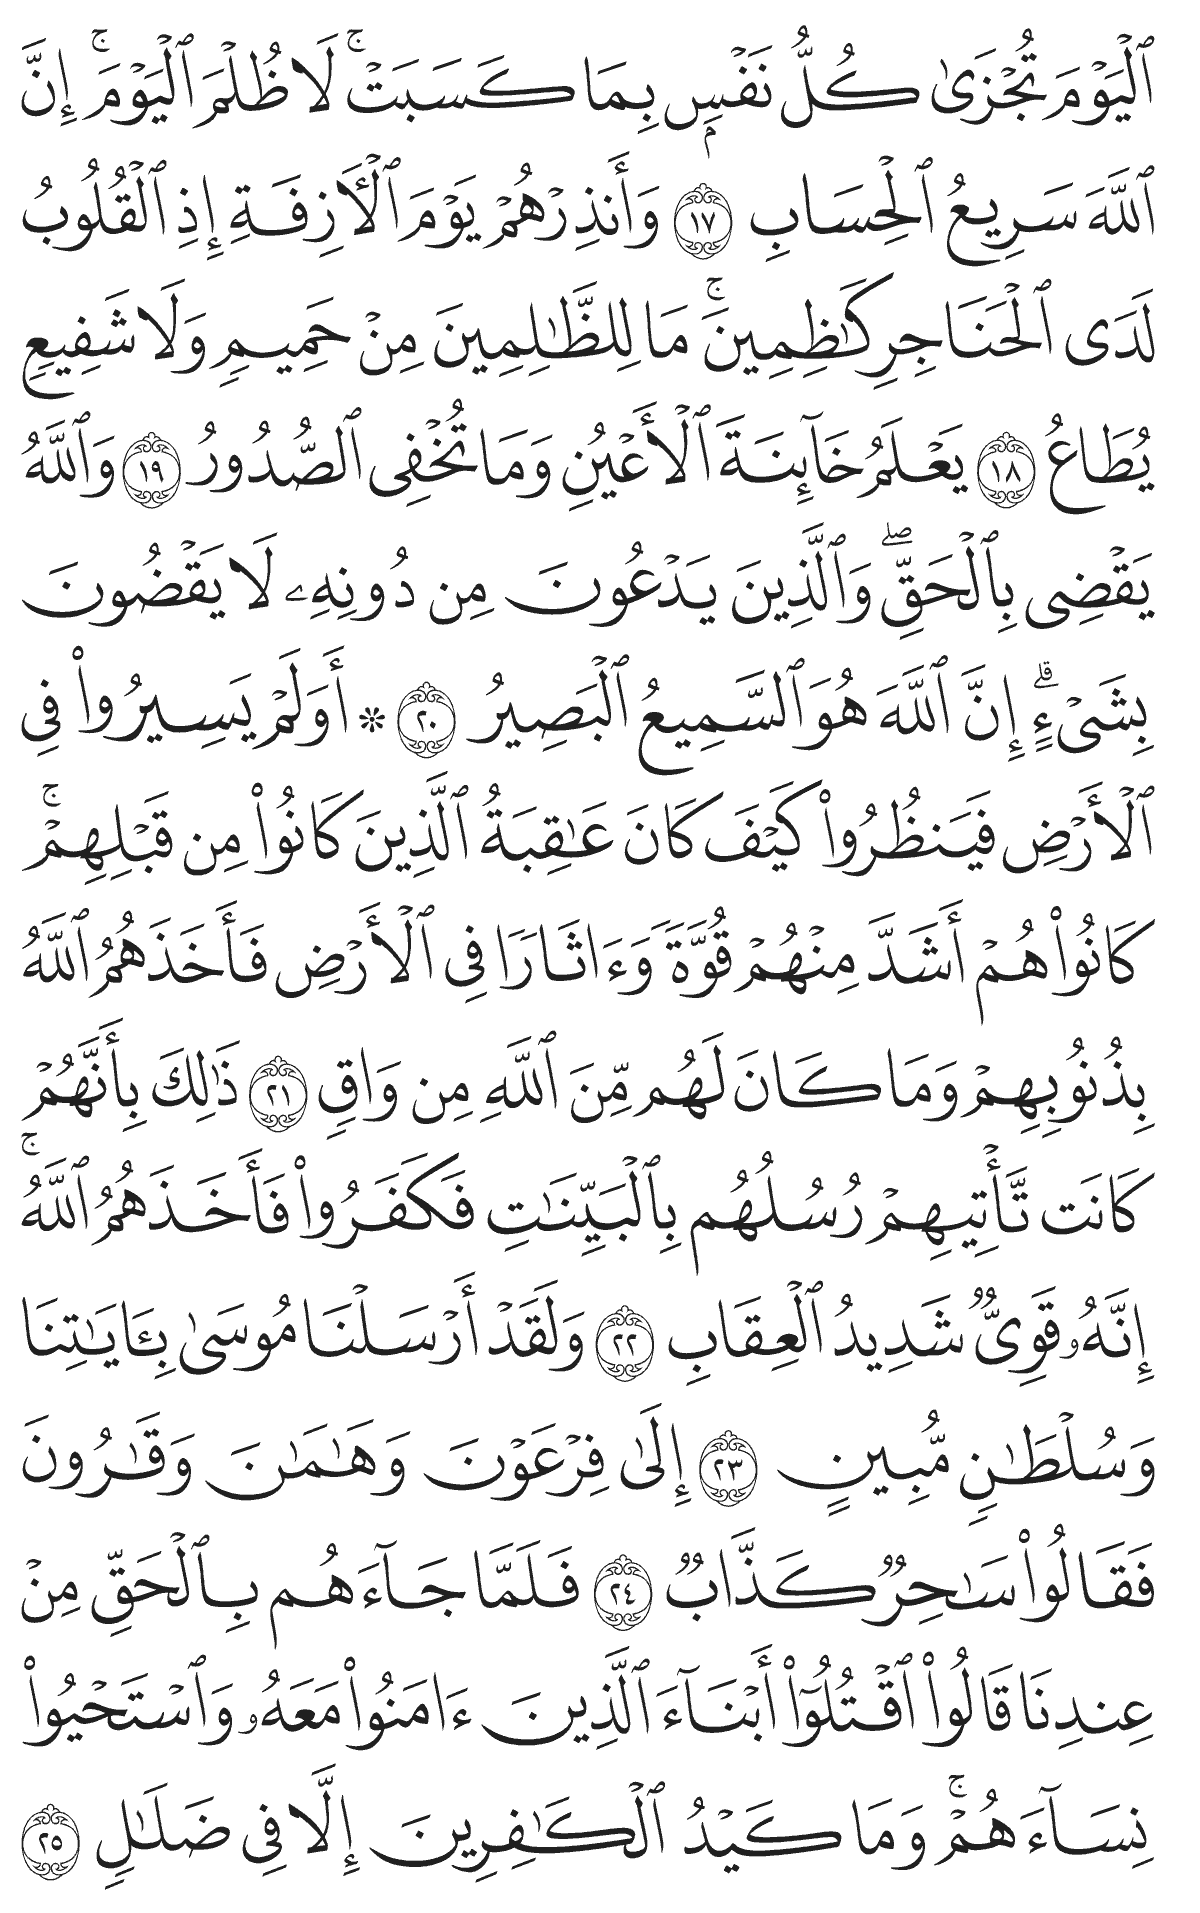 ٱلۡيَوۡمَ تُجۡزَىٰ كُلُّ نَفۡسِۭ بِمَا كَسَبَتۡۚ لَا ظُلۡمَ ٱلۡيَوۡمَۚ إِنَّ
ٱللَّهَ سَرِيعُ ٱلۡحِسَابِ ١٧ وَأَنذِرۡهُمۡ يَوۡمَ ٱلۡأٓزِفَةِ إِذِ ٱلۡقُلُوبُ
لَدَى ٱلۡحَنَاجِرِ كَٰظِمِينَۚ مَا لِلظَّٰلِمِينَ مِنۡ حَمِيمٖ وَلَا شَفِيعٖ
يُطَاعُ ١٨ يَعۡلَمُ خَآئِنَةَ ٱلۡأَعۡيُنِ وَمَا تُخۡفِي ٱلصُّدُورُ ١٩ وَٱللَّهُ
يَقۡضِي بِٱلۡحَقِّۖ وَٱلَّذِينَ يَدۡعُونَ مِن دُونِهِۦ لَا يَقۡضُونَ
بِشَيۡءٍۗ إِنَّ ٱللَّهَ هُوَ ٱلسَّمِيعُ ٱلۡبَصِيرُ ٢٠ ۞ أَوَلَمۡ يَسِيرُواْ فِي
ٱلۡأَرۡضِ فَيَنظُرُواْ كَيۡفَ كَانَ عَٰقِبَةُ ٱلَّذِينَ كَانُواْ مِن قَبۡلِهِمۡۚ
كَانُواْ هُمۡ أَشَدَّ مِنۡهُمۡ قُوَّةٗ وَءَاثَارٗا فِي ٱلۡأَرۡضِ فَأَخَذَهُمُ ٱللَّهُ
بِذُنُوبِهِمۡ وَمَا كَانَ لَهُم مِّنَ ٱللَّهِ مِن وَاقٖ ٢١ ذَٰلِكَ بِأَنَّهُمۡ
كَانَت تَّأۡتِيهِمۡ رُسُلُهُم بِٱلۡبَيِّنَٰتِ فَكَفَرُواْ فَأَخَذَهُمُ ٱللَّهُۚ
إِنَّهُۥ قَوِيّٞ شَدِيدُ ٱلۡعِقَابِ ٢٢ وَلَقَدۡ أَرۡسَلۡنَا مُوسَىٰ بِـَٔايَٰتِنَا
وَسُلۡطَٰنٖ مُّبِينٍ ٢٣ إِلَىٰ فِرۡعَوۡنَ وَهَٰمَٰنَ وَقَٰرُونَ
فَقَالُواْ سَٰحِرٞ كَذَّابٞ ٢٤ فَلَمَّا جَآءَهُم بِٱلۡحَقِّ مِنۡ
عِندِنَا قَالُواْ ٱقۡتُلُوٓاْ أَبۡنَآءَ ٱلَّذِينَ ءَامَنُواْ مَعَهُۥ وَٱسۡتَحۡيُواْ
نِسَآءَهُمۡۚ وَمَا كَيۡدُ ٱلۡكَٰفِرِينَ إِلَّا فِي ضَلَٰلٖ ٢٥